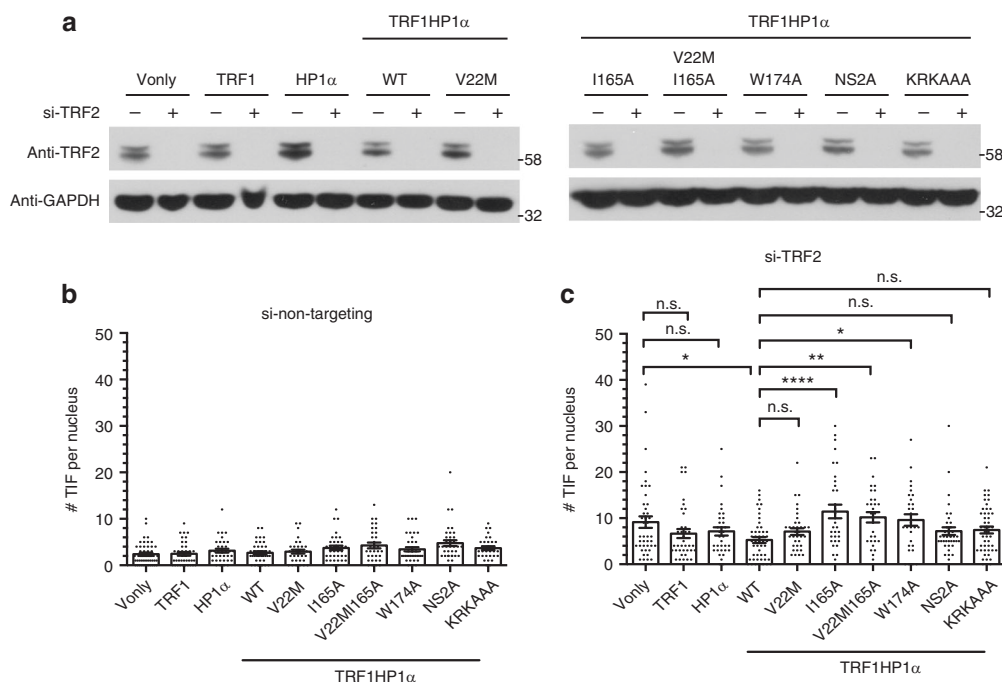 a
TRF1HP1α
TRF1HP1α
Vonly TRF1 HP1α WT V22M
I165A V22M I165A W174A NS2A KRKAAA
si-TRF2 − + − + − + − + − +
− + − + − + − + − +
Anti-TRF2 -58 -58
Anti-GAPDH -32 -32
b
si-non-targeting
# TIF per nucleus
50
40
30
20
10
0
Vonly TRF1 HP1α WT V22M I165A V22MI165A W174A NS2A KRKAAA
TRF1HP1α
c
si-TRF2
n.s.
n.s.
n.s.
n.s.
*
*
**
****
n.s.
# TIF per nucleus
50
40
30
20
10
0
Vonly TRF1 HP1α WT V22M I165A V22MI165A W174A NS2A KRKAAA
TRF1HP1α